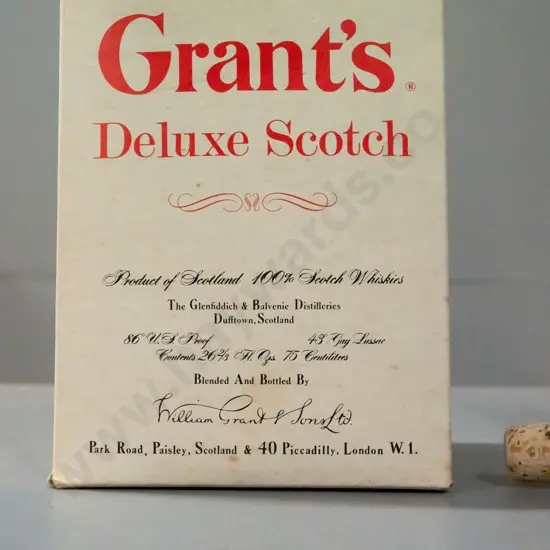 Grant's®
Deluxe Scotch
Product of Scotland 100% Scotch Whiskies
The Glenfiddich & Balvenie Distilleries
Dufftown, Scotland
86 U.S. Proof 43 Gay Lussac
Contents 26⅔ Fl. Ozs. 75 Centilitres
Blended And Bottled By
William Grant & Sons Ltd.
Park Road, Paisley, Scotland & 40 Piccadilly, London W.1.